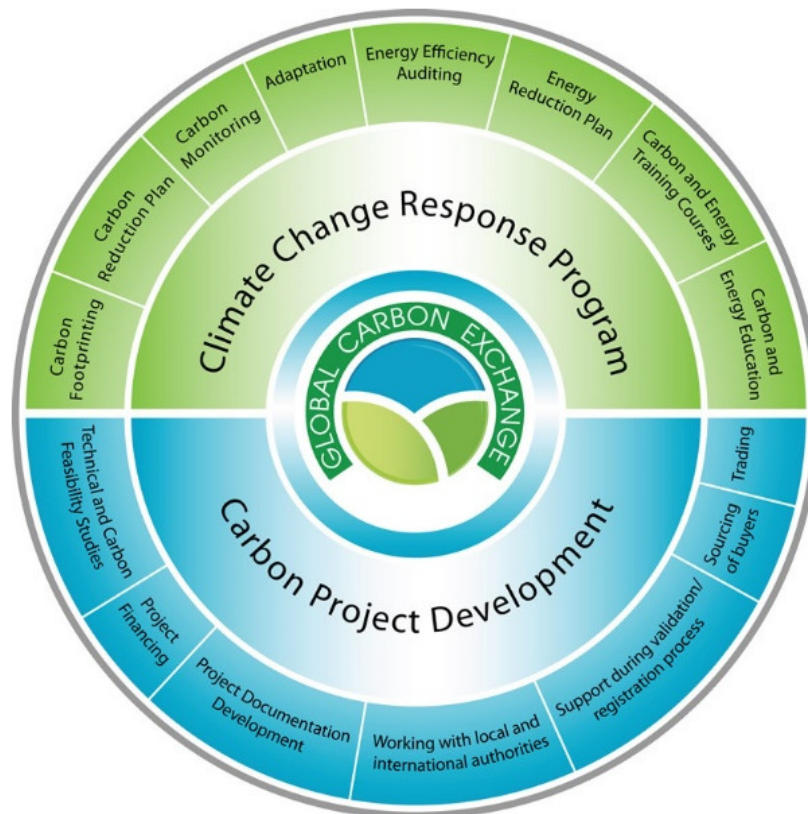 Carbon
Footprinting
Carbon
Reduction Plan
Carbon
Monitoring
Adaptation
Energy Efficiency
Auditing
Energy
Reduction Plan
Carbon and Energy
Training Courses
Carbon and
Energy Education
Climate Change Response Program
GLOBAL CARBON EXCHANGE
Carbon Project Development
Technical and Carbon
Feasibility Studies
Project
Financing
Project Documentation
Development
Working with local and
international authorities
Support during validation/
registration process
Sourcing
of buyers
Trading